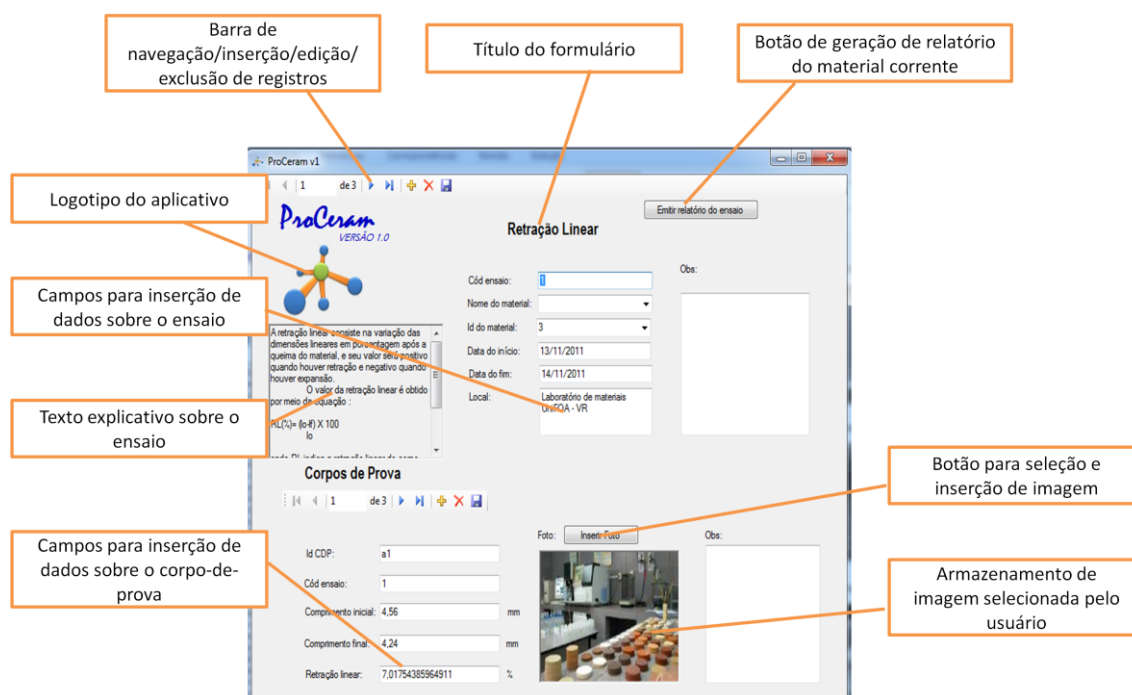 Barra de
navegação/inserção/edição/
exclusão de registros
Título do formulário
Botão de geração de relatório
do material corrente
ProCeram v1
1 de 3
Logotipo do aplicativo
Emitir relatório do ensaio
ProCeram
VERSÃO 1.0
Retração Linear
Campos para inserção de
dados sobre o ensaio
Cód ensaio: 1
Nome do material:
Id do material: 3
Data do início: 13/11/2011
Data do fim: 14/11/2011
Local: Laboratório de materiais
UniFOA - VR
Obs:
A retração linear consiste na variação das
dimensões lineares em porcentagem após a
queima do material, e seu valor será positivo
quando houver retração e negativo quando
houver expansão.
O valor da retração linear é obtido
por meio da equação :
RL(%)= (lo-lf) X 100
lo
Texto explicativo sobre o
ensaio
Corpos de Prova
1 de 3
Botão para seleção e
inserção de imagem
Campos para inserção de
dados sobre o corpo-de-
prova
Foto: Inserir Foto
Obs:
Id CDP: a1
Cód ensaio: 1
Comprimento inicial: 4,56 mm
Comprimento final: 4,24 mm
Retração linear: 7,01754385964911 %
Armazenamento de
imagem selecionada pelo
usuário